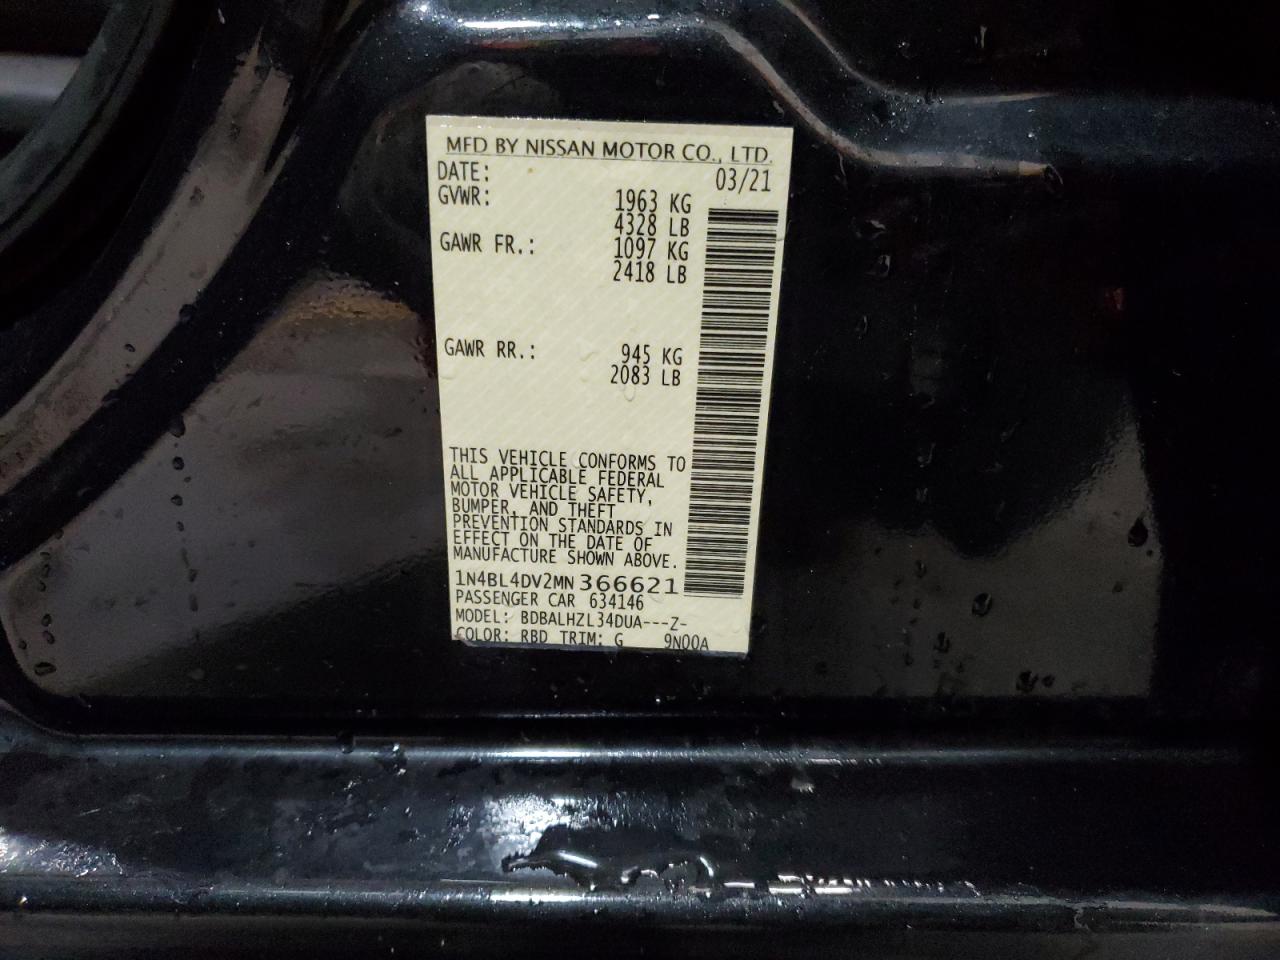 MFD BY NISSAN MOTOR CO., LTD.
DATE: 03/21
GVWR: 1963 KG
4328 LB
GAWR FR.: 1097 KG
2418 LB
GAWR RR.: 945 KG
2083 LB
THIS VEHICLE CONFORMS TO
ALL APPLICABLE FEDERAL
MOTOR VEHICLE SAFETY,
BUMPER, AND THEFT
PREVENTION STANDARDS IN
EFFECT ON THE DATE OF
MANUFACTURE SHOWN ABOVE.
1N4BL4DV2MN366621
PASSENGER CAR 634146
MODEL: BDBALHZL34DUA---Z-
COLOR: RBD TRIM: G 9N00A